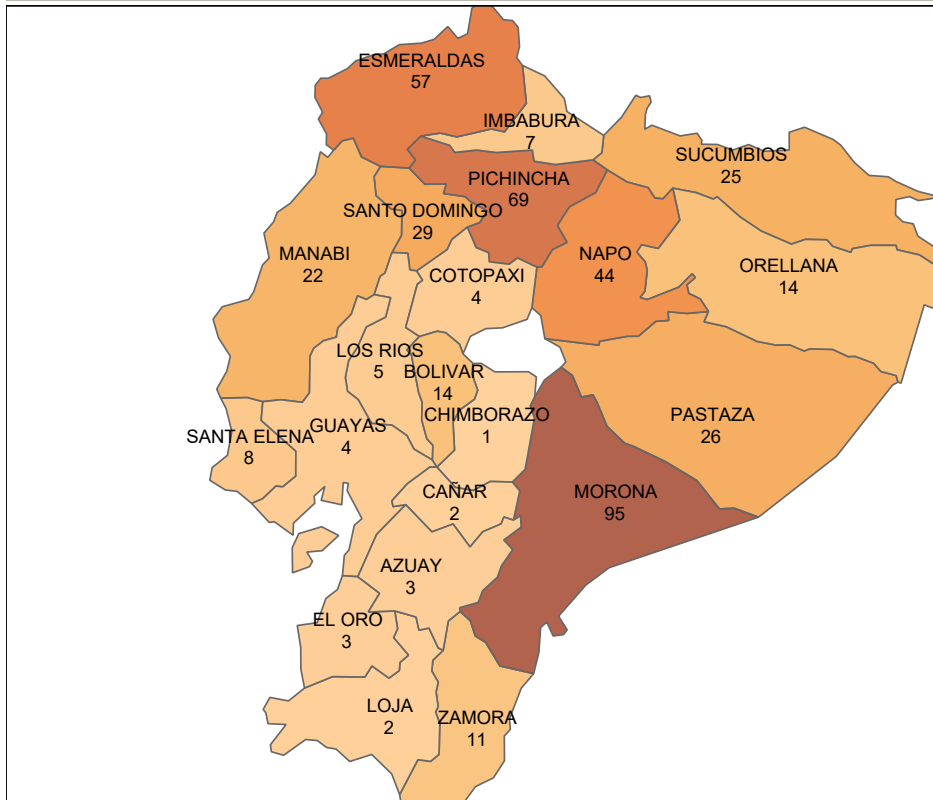 ESMERALDAS
57
IMBABURA
7
SUCUMBIOS
25
PICHINCHA
69
SANTO DOMINGO
29
MANABI
22
COTOPAXI
4
NAPO
44
ORELLANA
14
LOS RIOS
5
BOLIVAR
14
CHIMBORAZO
1
PASTAZA
26
SANTA ELENA
8
GUAYAS
4
CAÑAR
2
MORONA
95
AZUAY
3
EL ORO
3
LOJA
2
ZAMORA
11